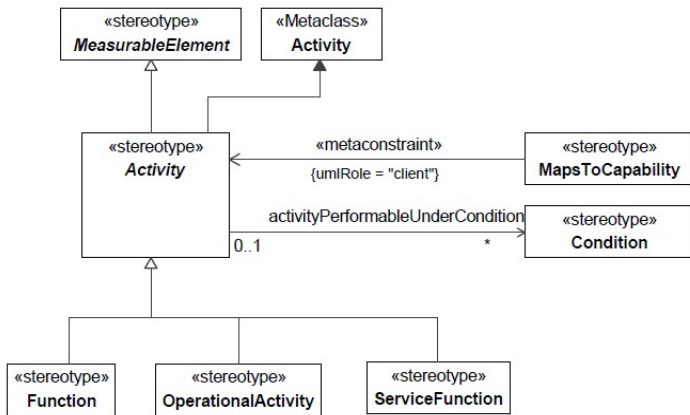 «stereotype»
MeasurableElement
«Metaclass»
Activity
«stereotype»
Activity
«metaconstraint»
{umlRole = "client"}
«stereotype»
MapsToCapability
activityPerformableUnderCondition
0..1
*
«stereotype»
Condition
«stereotype»
Function
«stereotype»
OperationalActivity
«stereotype»
ServiceFunction